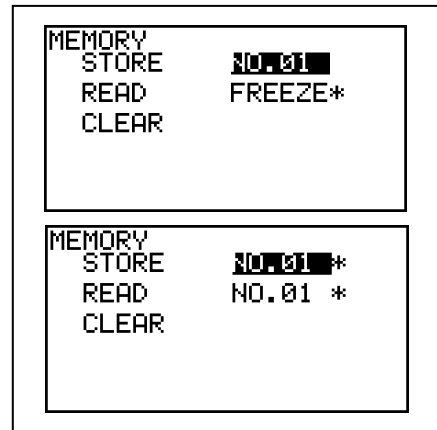 MEMORY
STORE NO.01
READ FREEZE*
CLEAR
MEMORY
STORE NO.01 *
READ NO.01 *
CLEAR